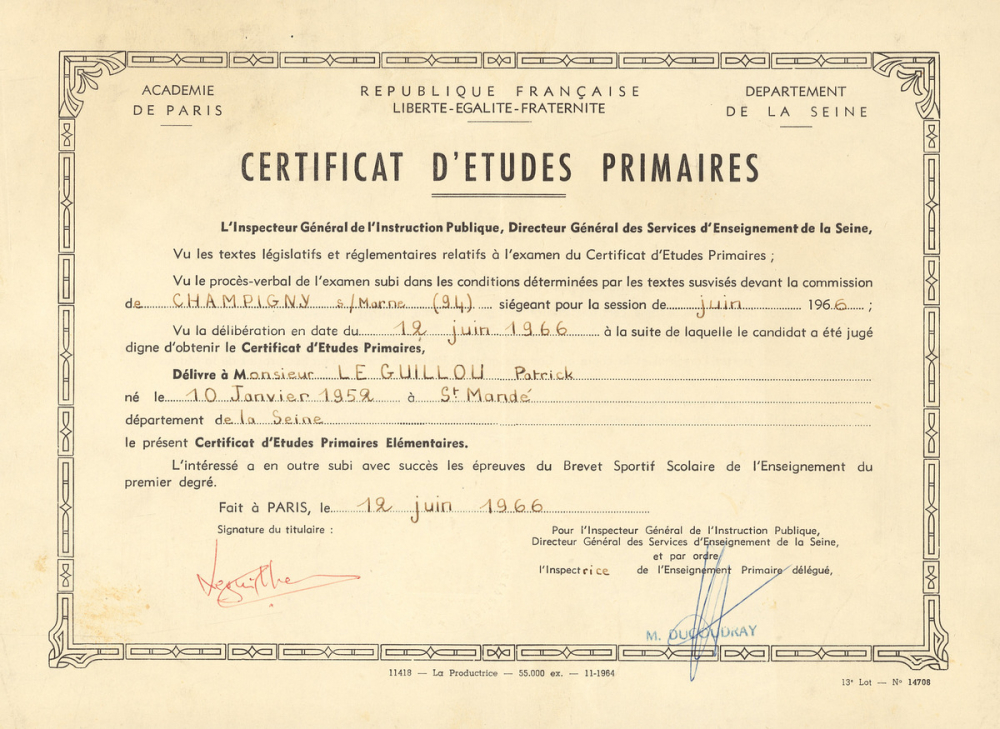 ACADEMIE
DE PARIS
REPUBLIQUE FRANÇAISE
LIBERTE-EGALITE-FRATERNITE
DEPARTEMENT
DE LA SEINE
CERTIFICAT D'ETUDES PRIMAIRES
L'Inspecteur Général de l'Instruction Publique, Directeur Général des Services d'Enseignement de la Seine,
Vu les textes législatifs et réglementaires relatifs à l'examen du Certificat d'Etudes Primaires ;
Vu le procès-verbal de l'examen subi dans les conditions déterminées par les textes susvisés devant la commission
de CHAMPIGNY s/Marne (94) siégeant pour la session de juin 1966 ;
Vu la délibération en date du 12 juin 1966 à la suite de laquelle le candidat a été jugé
digne d'obtenir le Certificat d'Etudes Primaires,
Délivre à Monsieur LE GUILLOU Patrick
né le 10 Janvier 1952 à St Mandé
département de la Seine
le présent Certificat d'Etudes Primaires Elémentaires.
L'intéressé a en outre subi avec succès les épreuves du Brevet Sportif Scolaire de l'Enseignement du
premier degré.
Fait à PARIS, le 12 juin 1966
Signature du titulaire :
Pour l'Inspecteur Général de l'Instruction Publique,
Directeur Général des Services d'Enseignement de la Seine,
et par ordre
l'Inspectrice de l'Enseignement Primaire délégué,
M. DUCOUDRAY
11418 — La Productrice — 55.000 ex. — 11-1964
13e Lot — No 14708